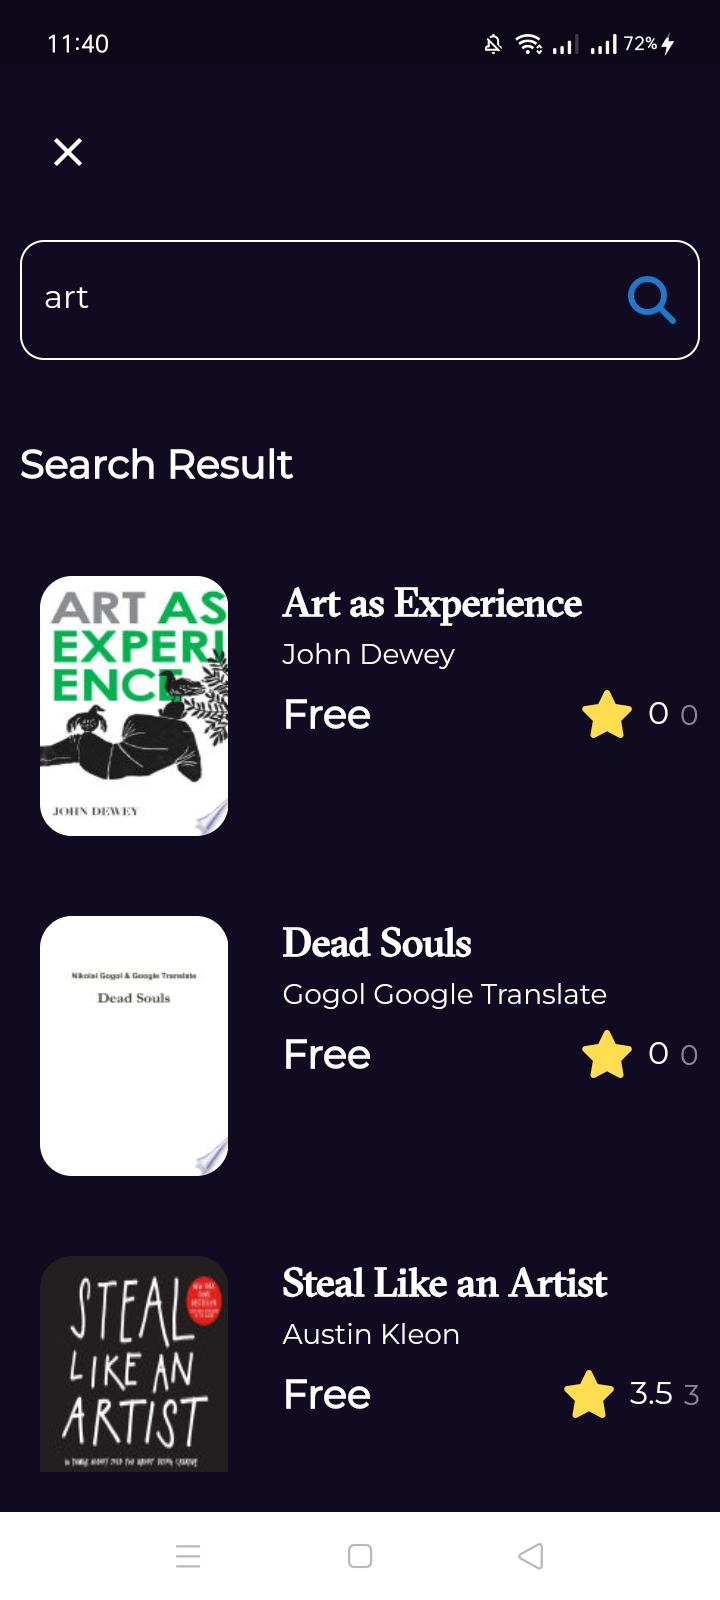 11:40
72%
art
Search Result
ART AS
EXPERI
ENCE
JOHN DEWEY
Art as Experience
John Dewey
Free
0 0
Nikolai Gogol & Google Translate
Dead Souls
Dead Souls
Gogol Google Translate
Free
0 0
STEAL
LIKE AN
ARTIST
Steal Like an Artist
Austin Kleon
Free
3.5 3